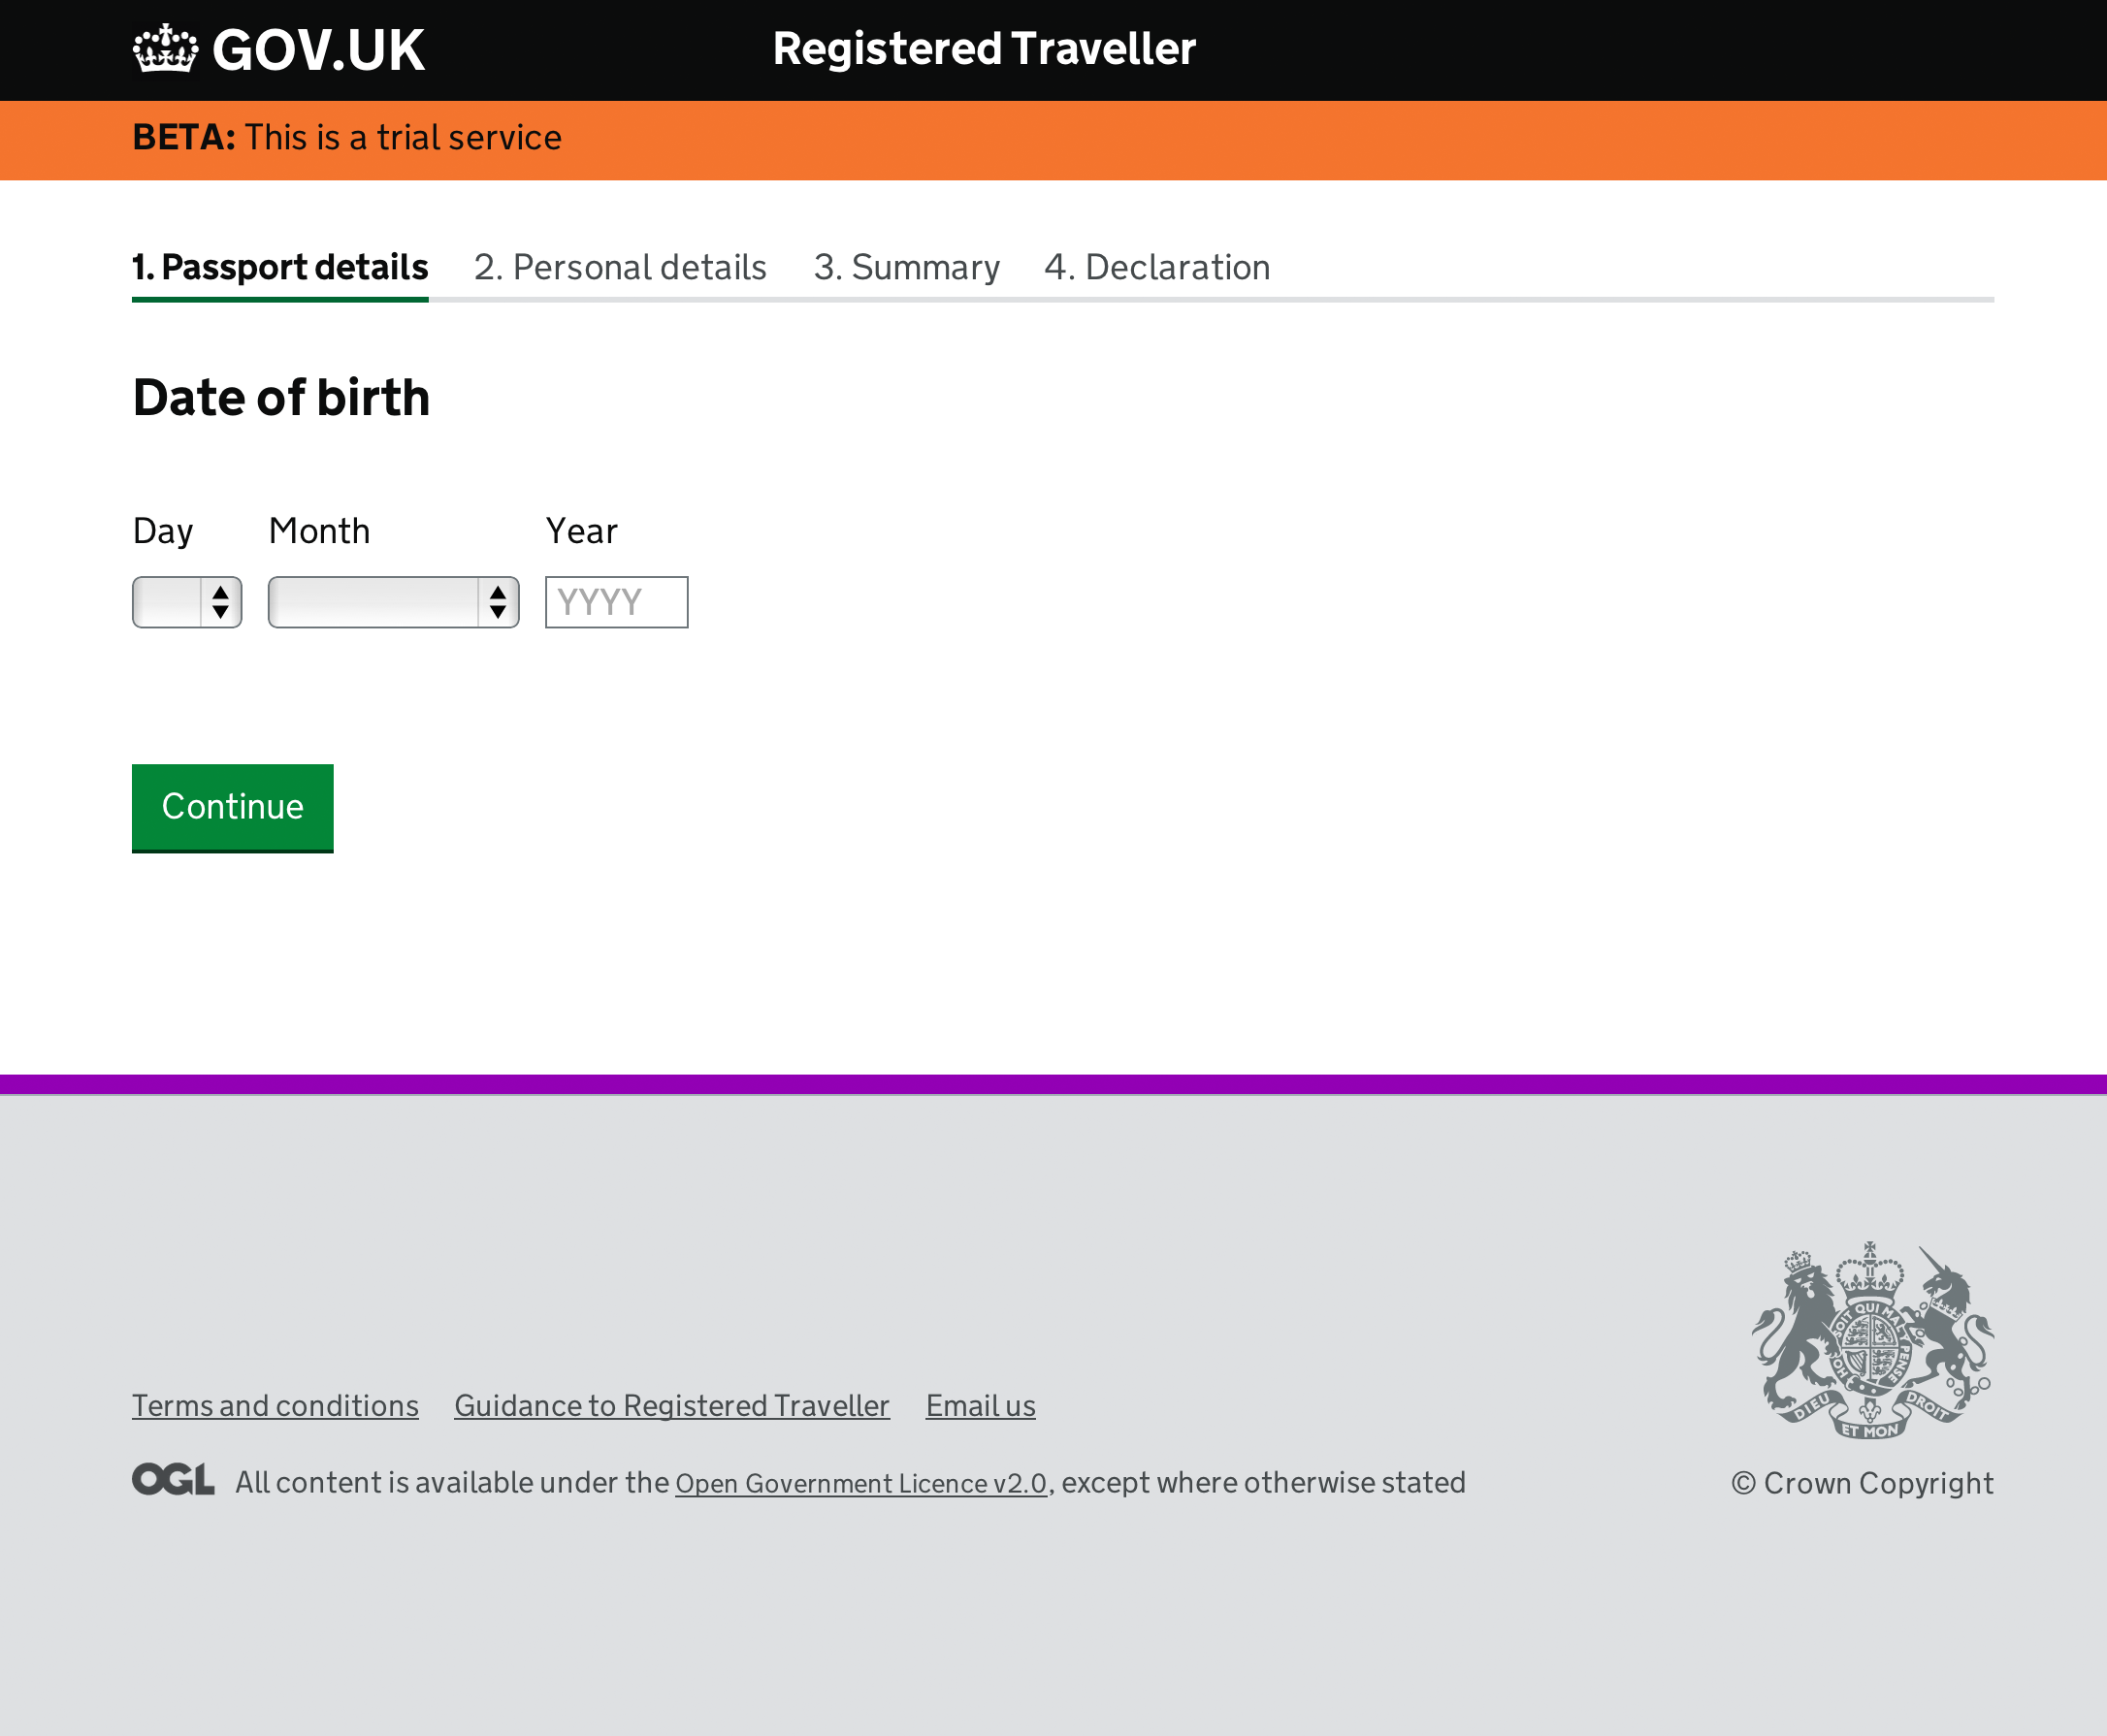 GOV.UK Registered Traveller
BETA: This is a trial service
1. Passport details 2. Personal details 3. Summary 4. Declaration
Date of birth
Day Month Year
YYYY
Continue
SOIT QUI MAL Y PENSE
HO
DIEU ET MON DROIT
Terms and conditions Guidance to Registered Traveller Email us
OGL All content is available under the Open Government Licence v2.0, except where otherwise stated
© Crown Copyright